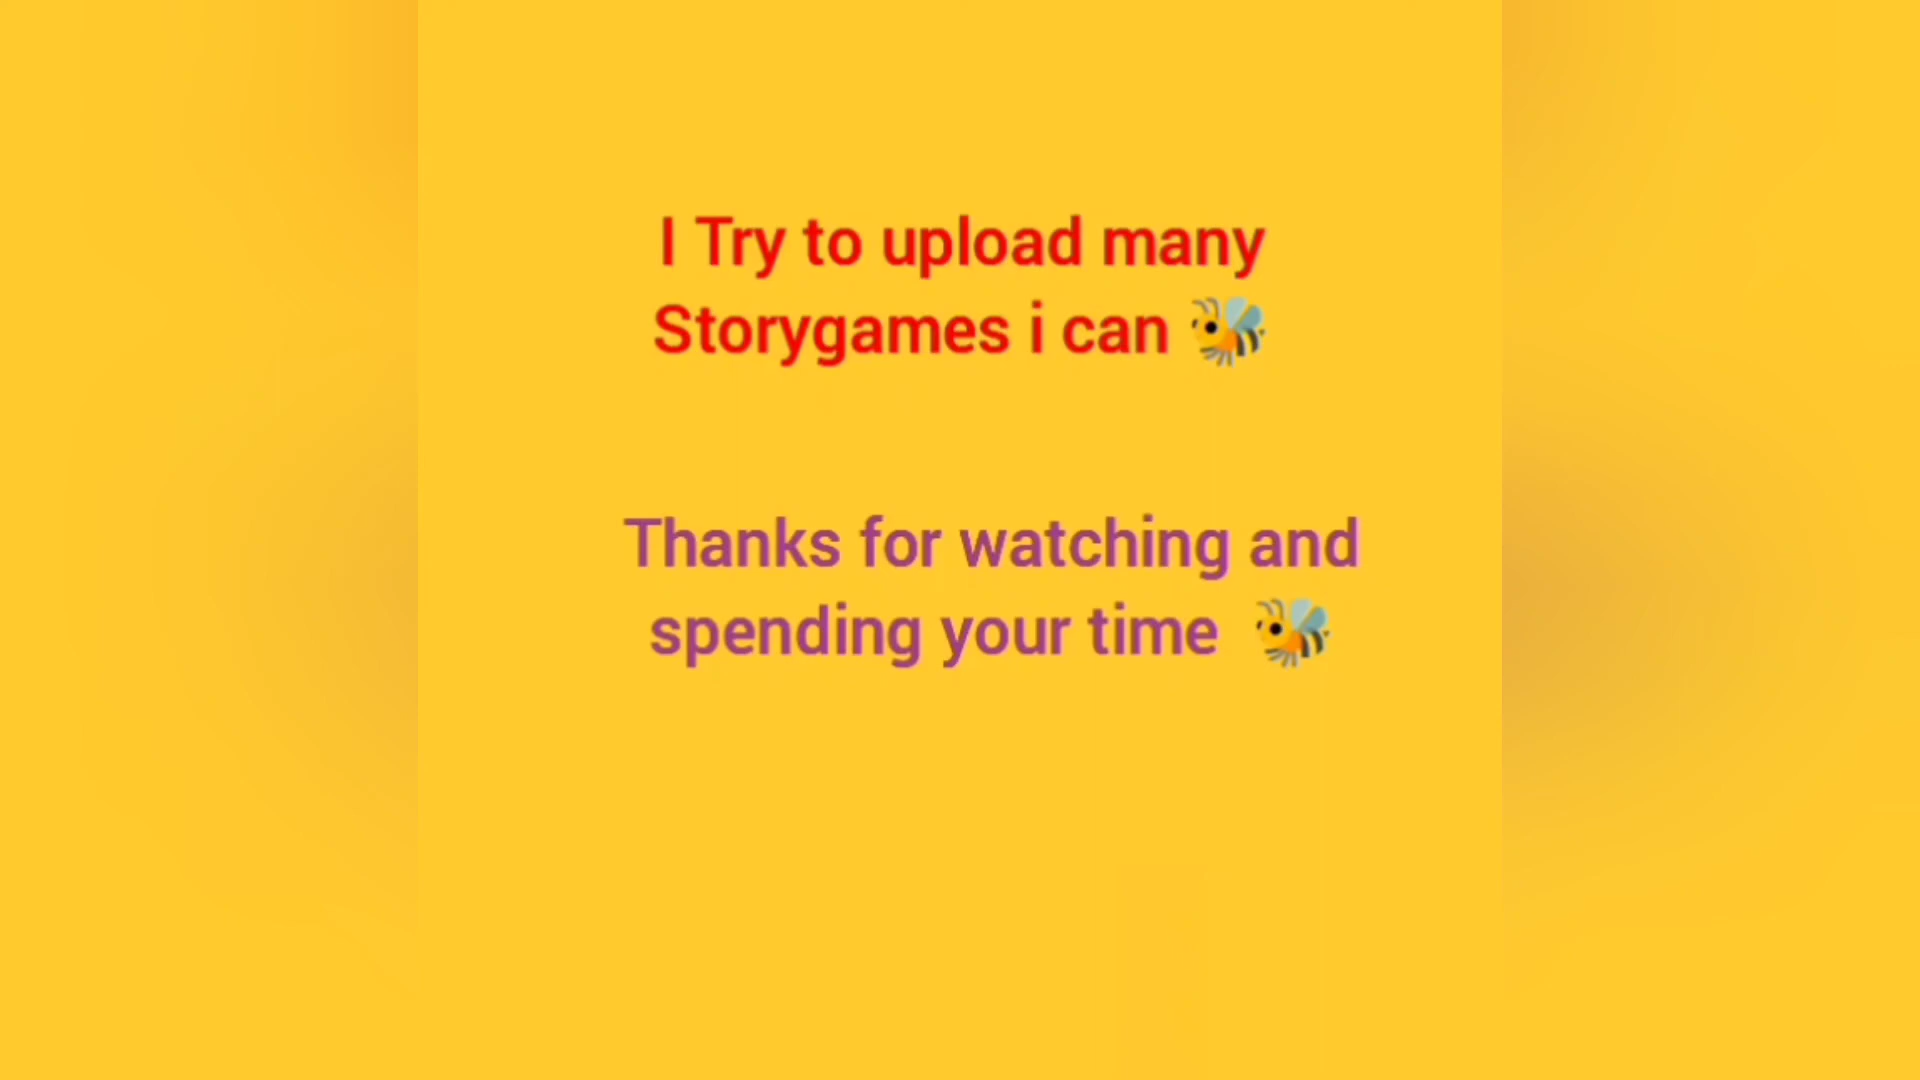 I Try to upload many
Storygames i can 🐝
Thanks for watching and
spending your time 🐝